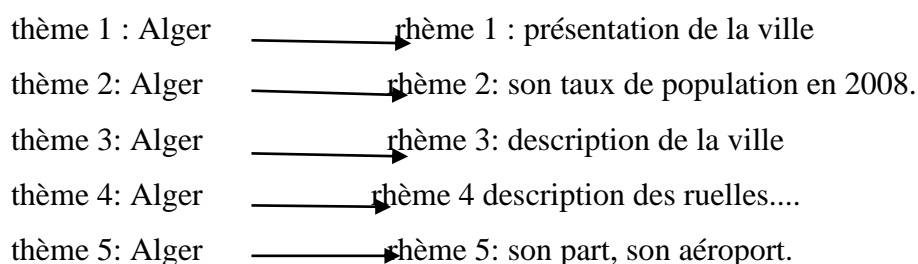 thème 1 : Alger rhème 1 : présentation de la ville
thème 2: Alger rhème 2: son taux de population en 2008.
thème 3: Alger rhème 3: description de la ville
thème 4: Alger rhème 4 description des ruelles....
thème 5: Alger rhème 5: son part, son aéroport.